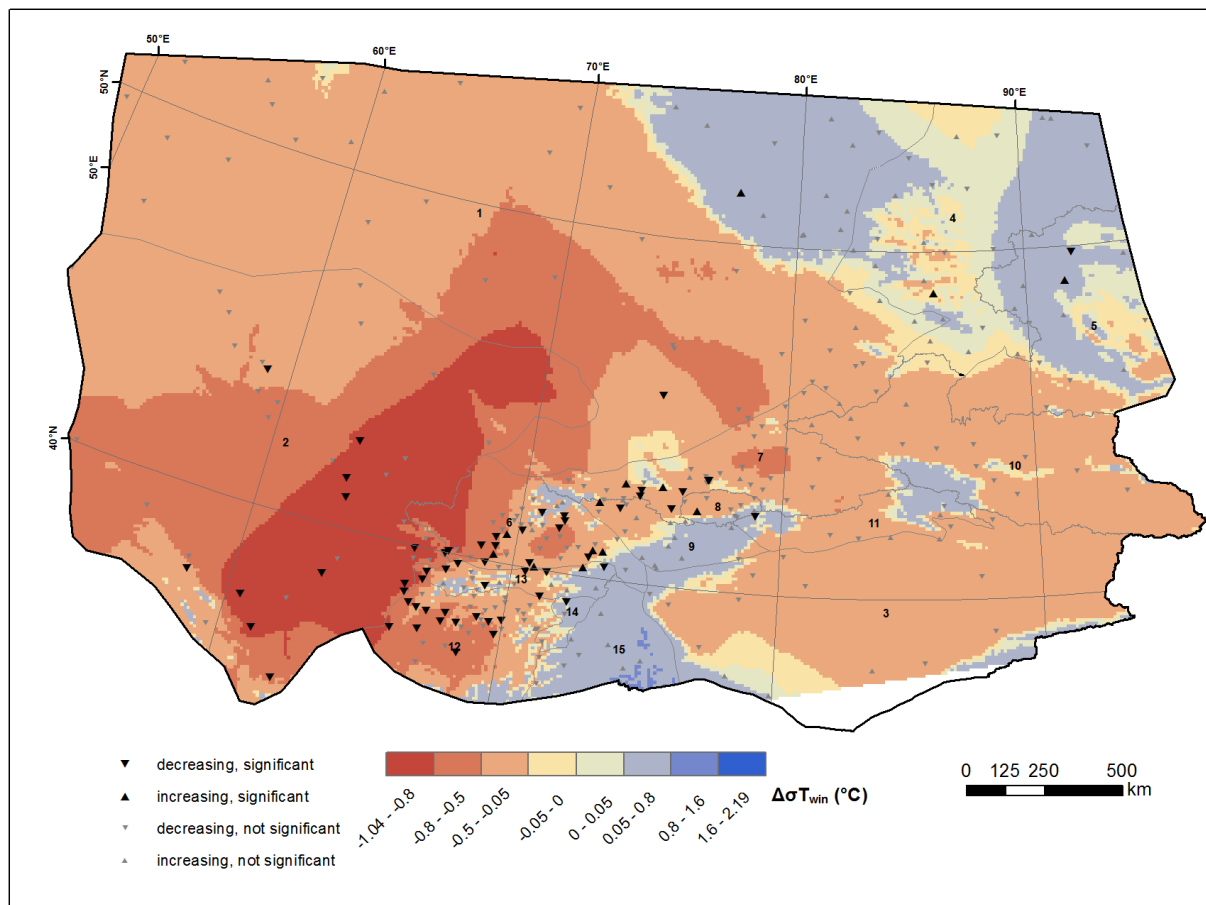 50°E
60°E
70°E
80°E
90°E
50°N
50°E
40°N
1
4
5
2
7
10
6
8
11
9
13
3
14
12
15
decreasing, significant
increasing, significant
decreasing, not significant
increasing, not significant
-1.04 - -0.8
-0.8 - -0.5
-0.5 - -0.05
-0.05 - 0
0 - 0.05
0.05 - 0.8
0.8 - 1.6
1.6 - 2.19
ΔσTwin (°C)
0 125 250 500
km